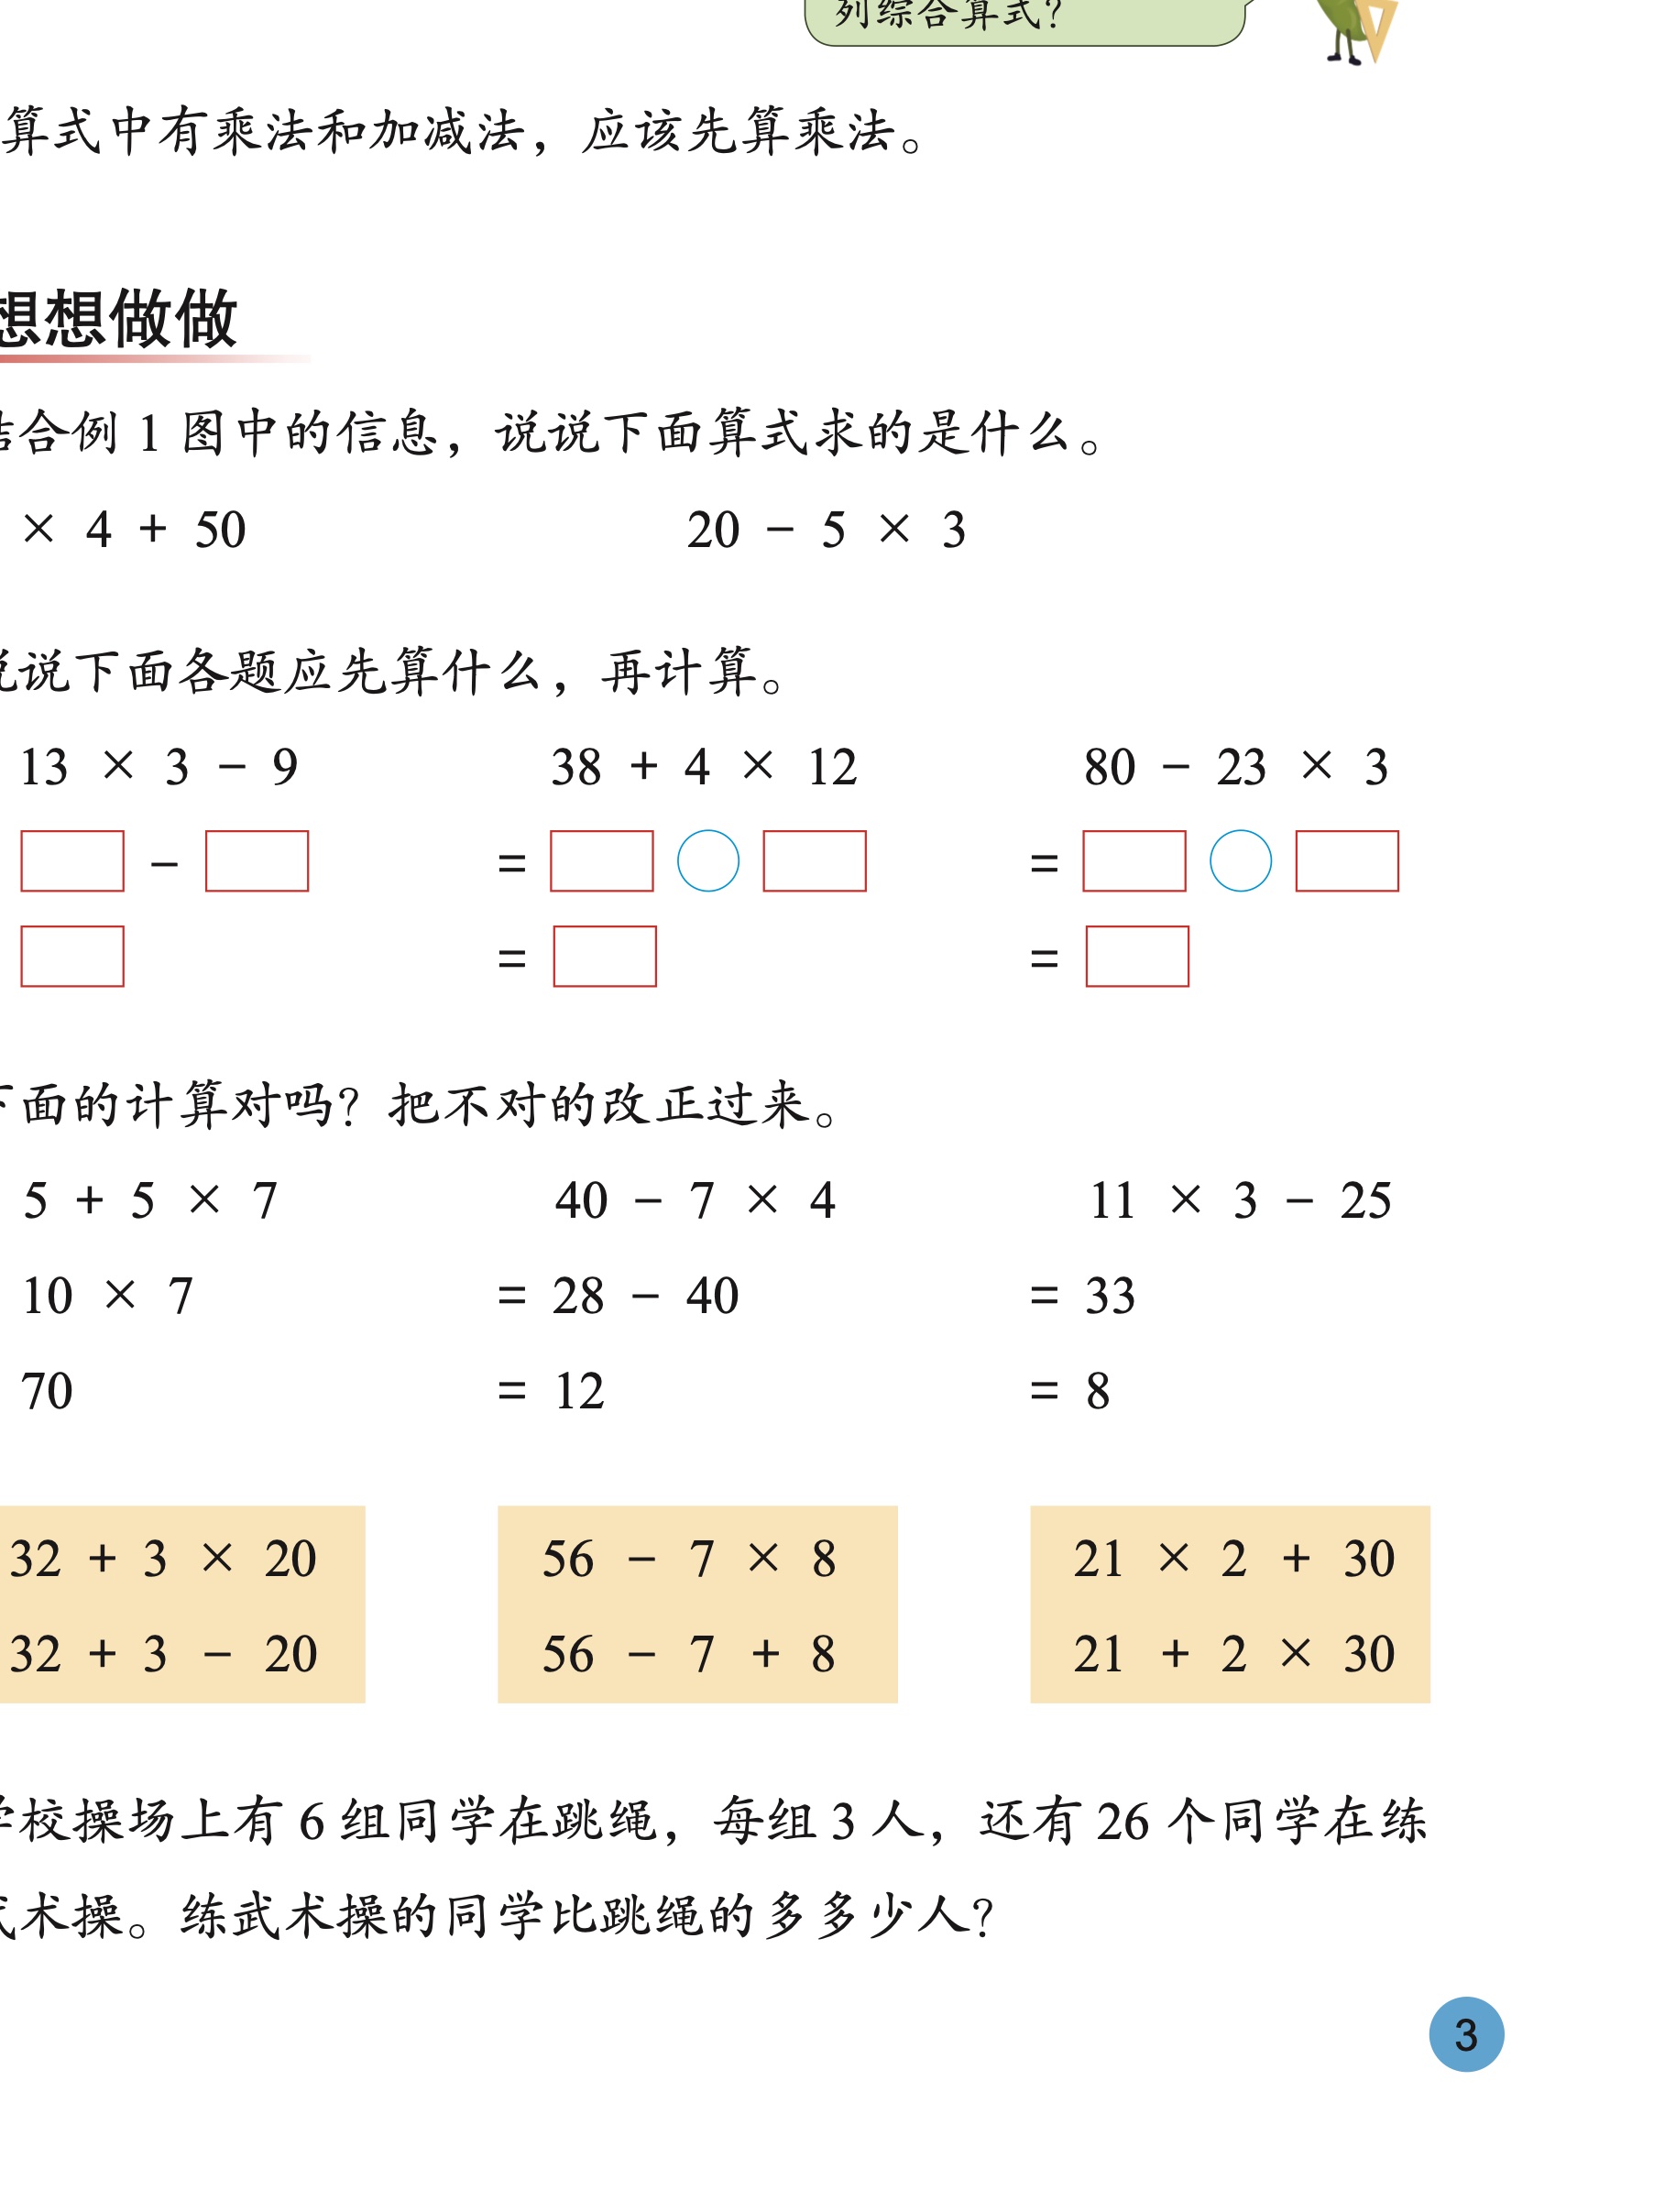 列综合算式？
算式中有乘法和加减法，应该先算乘法。
想想做做
结合例 1 图中的信息，说说下面算式求的是什么。
× 4 + 50 20 − 5 × 3
说说下面各题应先算什么，再计算。
13 × 3 − 9 38 + 4 × 12 80 − 23 × 3
− = =
= =
下面的计算对吗？把不对的改正过来。
5 + 5 × 7 40 − 7 × 4 11 × 3 − 25
10 × 7 = 28 − 40 = 33
70 = 12 = 8
32 + 3 × 20 56 − 7 × 8 21 × 2 + 30
32 + 3 − 20 56 − 7 + 8 21 + 2 × 30
学校操场上有 6 组同学在跳绳，每组 3 人，还有 26 个同学在练
武术操。练武术操的同学比跳绳的多多少人？
3